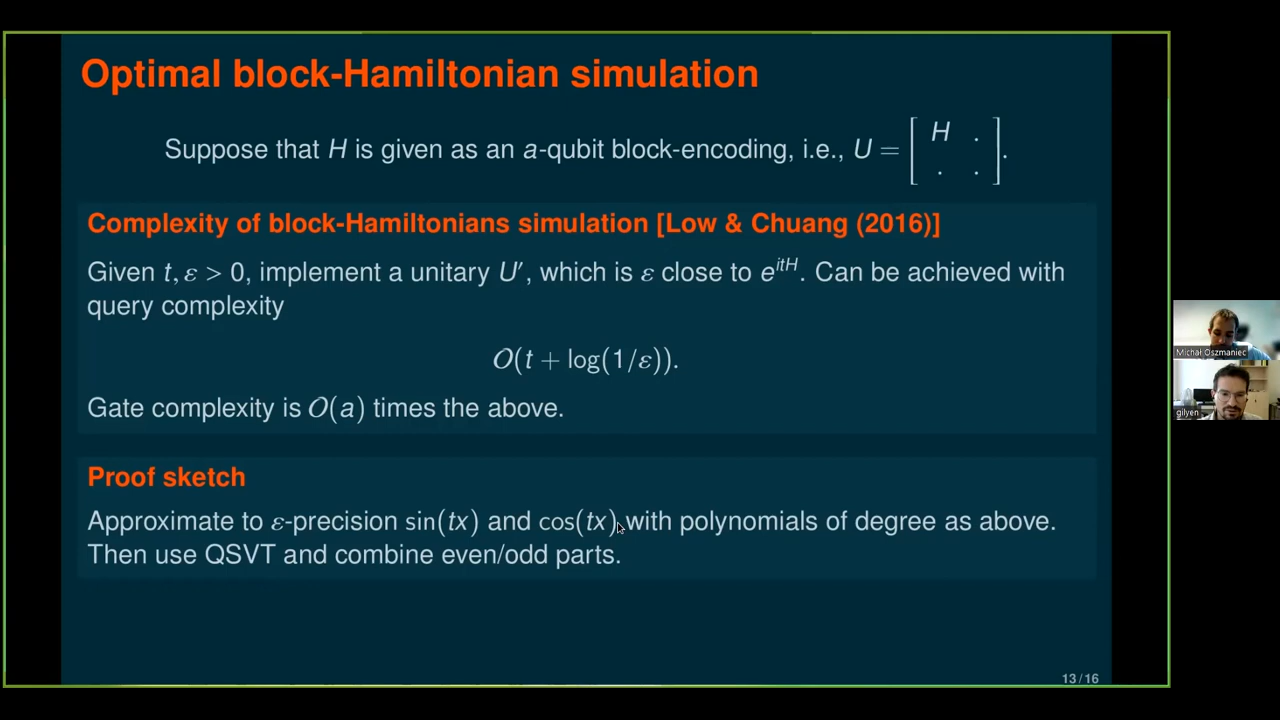 Optimal block-Hamiltonian simulation
Suppose that H is given as an a-qubit block-encoding, i.e., U = [ H . ; . . ].
Complexity of block-Hamiltonians simulation [Low & Chuang (2016)]
Given t, ε > 0, implement a unitary U′, which is ε close to e^{itH}. Can be achieved with
query complexity
O(t + log(1/ε)).
Gate complexity is O(a) times the above.
Proof sketch
Approximate to ε-precision sin(tx) and cos(tx) with polynomials of degree as above.
Then use QSVT and combine even/odd parts.
13 / 16
Michał Oszmaniec
gilyen